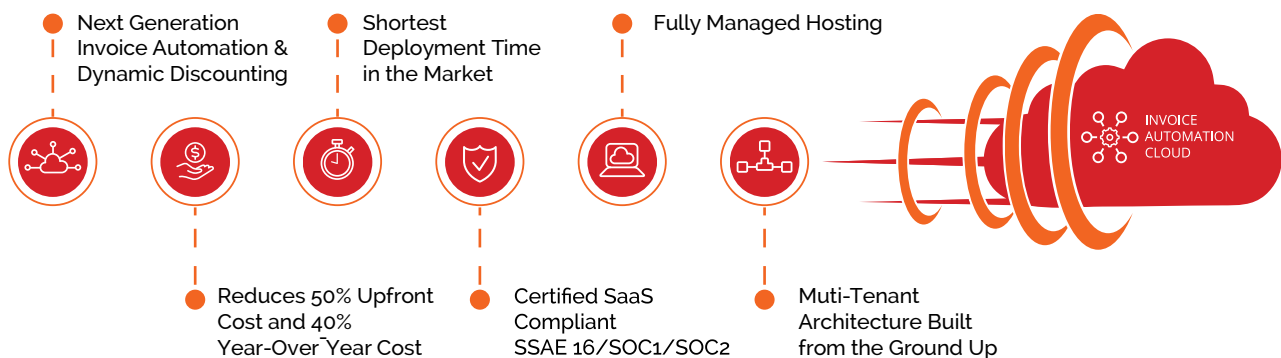 Next Generation
Invoice Automation &
Dynamic Discounting
Shortest
Deployment Time
in the Market
Fully Managed Hosting
INVOICE
AUTOMATION
CLOUD
$
Reduces 50% Upfront
Cost and 40%
Year-Over-Year Cost
Certified SaaS
Compliant
SSAE 16/SOC1/SOC2
Muti-Tenant
Architecture Built
from the Ground Up